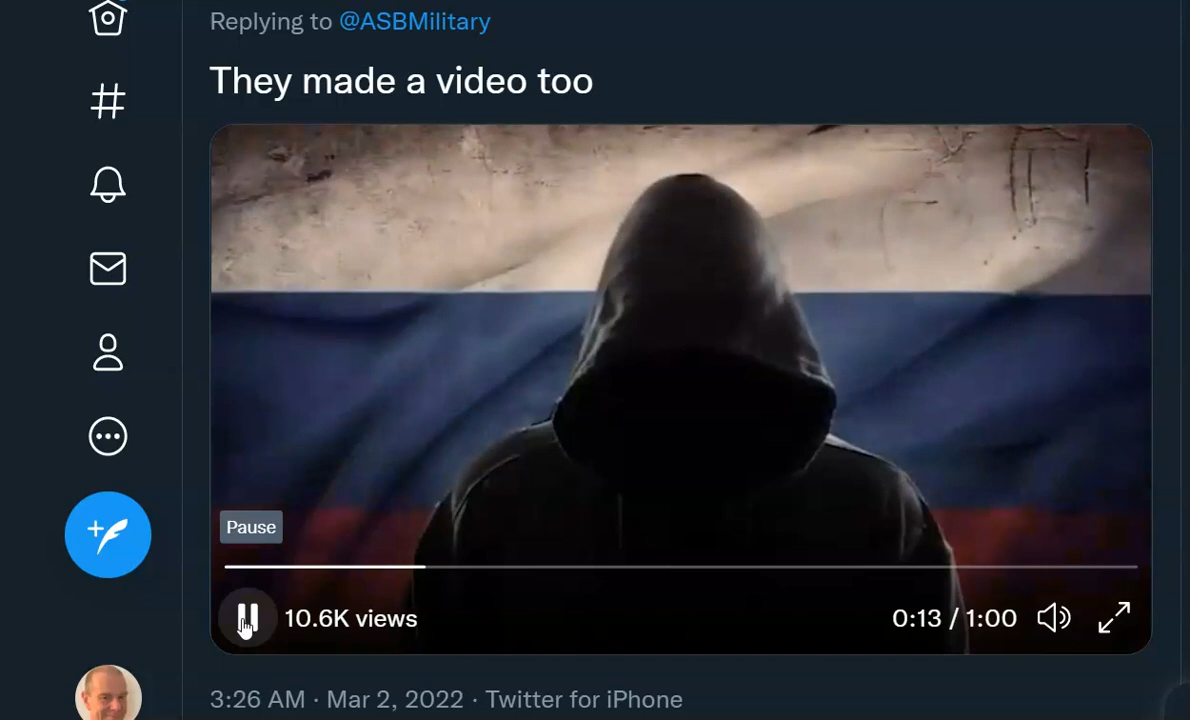 Replying to @ASBMilitary
They made a video too
Pause
10.6K views
0:13 / 1:00
3:26 AM · Mar 2, 2022 · Twitter for iPhone